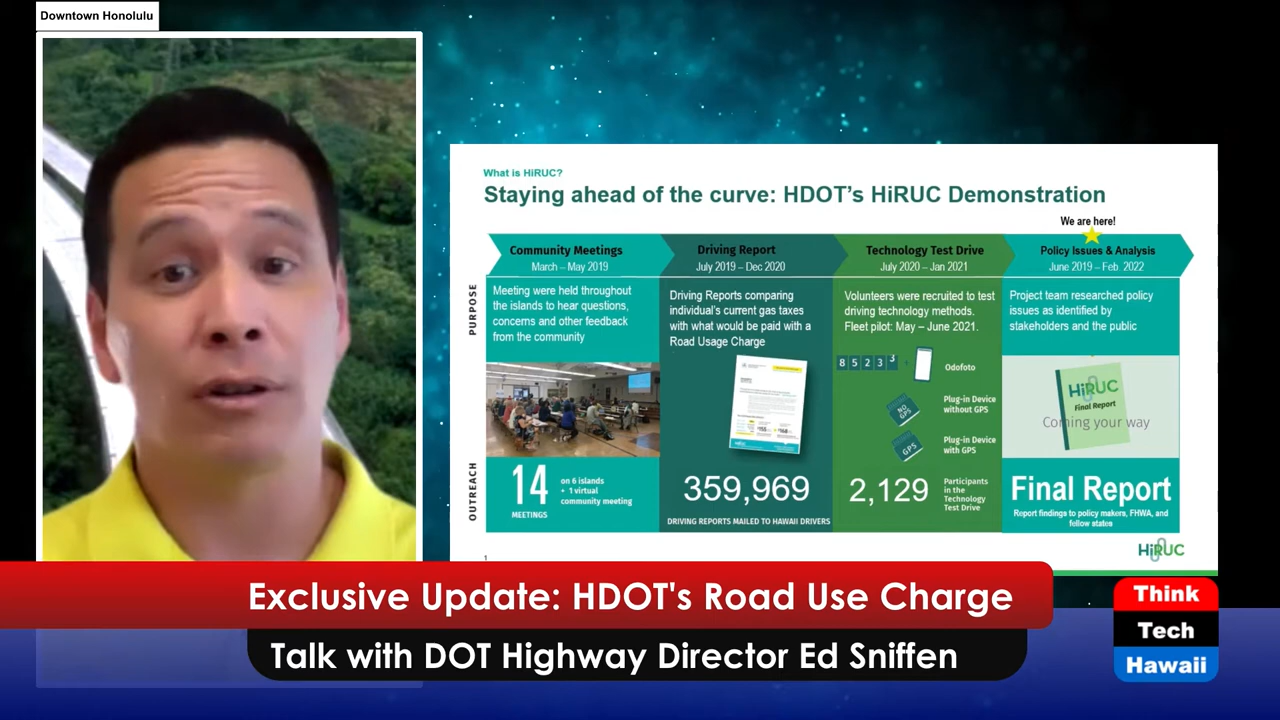 Downtown Honolulu
What is HiRUC?
Staying ahead of the curve: HDOT's HiRUC Demonstration
We are here!
Community Meetings
March – May 2019
Driving Report
July 2019 – Dec 2020
Technology Test Drive
July 2020 – Jan 2021
Policy Issues & Analysis
June 2019 – Feb 2022
PURPOSE
Meeting were held throughout
the islands to hear questions,
concerns and other feedback
from the community
Driving Reports comparing
individual's current gas taxes
with what would be paid with a
Road Usage Charge
Volunteers were recruited to test
driving technology methods.
Fleet pilot: May – June 2021.
Project team researched policy
issues as identified by
stakeholders and the public
8 5 2 3 3
Odofoto
NO
GPS
Plug-in Device
without GPS
GPS
Plug-in Device
with GPS
HiRUC
Final Report
Coming your way
OUTREACH
14
MEETINGS
on 6 islands
+ 1 virtual
community meeting
359,969
DRIVING REPORTS MAILED TO HAWAII DRIVERS
2,129
Participants
in the
Technology
Test Drive
Final Report
Report findings to policy makers, FHWA, and
fellow states
1
HiRUC
Exclusive Update: HDOT's Road Use Charge
Talk with DOT Highway Director Ed Sniffen
Think
Tech
Hawaii